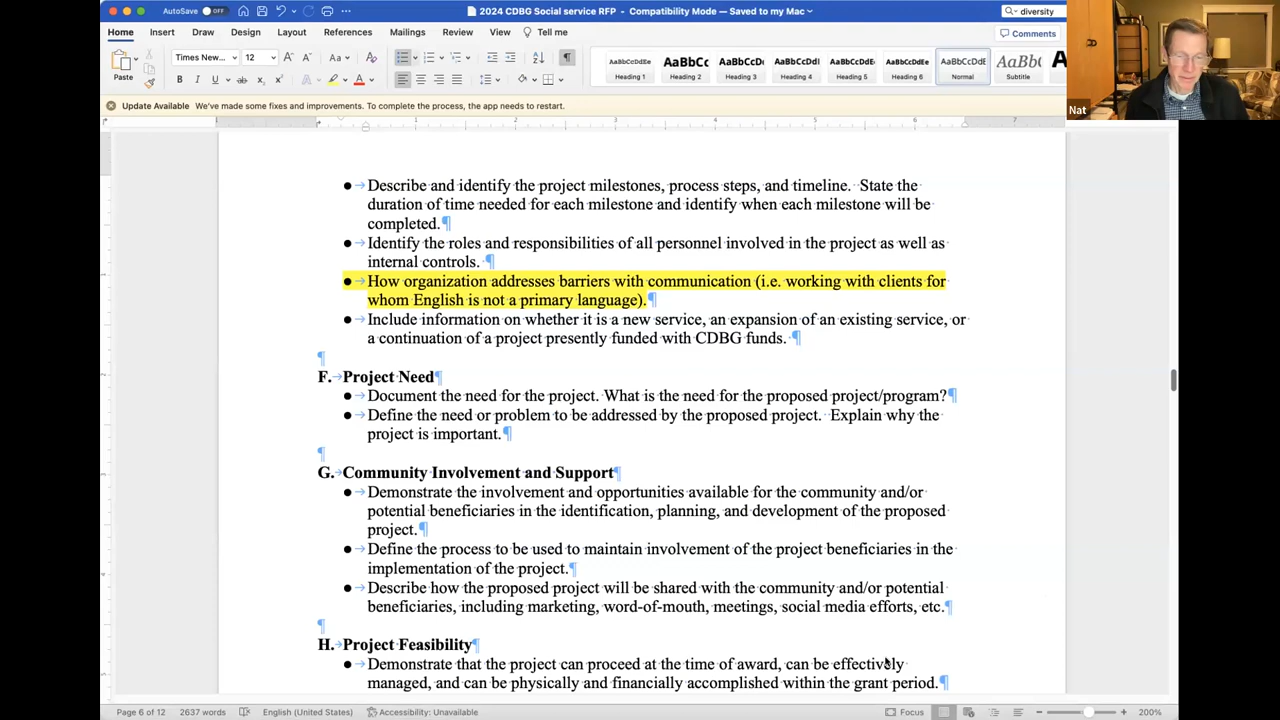 AutoSave OFF
2024 CDBG Social service RFP - Compatibility Mode — Saved to my Mac
diversity
Home Insert Draw Design Layout References Mailings Review View Tell me
Comments
Paste
Times New... 12
AaBbCcDdEe AaBbCc AaBbCcD AaBbCcDd AaBbCcDdE AaBbCcDdEe AaBbCcDdE AaBbCcD
Heading 1 Heading 2 Heading 3 Heading 4 Heading 5 Heading 6 Normal Subtitle
Update Available We've made some fixes and improvements. To complete the process, the app needs to restart.
Nat
1 2 3 4 5 6 7
● Describe and identify the project milestones, process steps, and timeline. State the
duration of time needed for each milestone and identify when each milestone will be
completed.¶
● Identify the roles and responsibilities of all personnel involved in the project as well as
internal controls. ¶
● How organization addresses barriers with communication (i.e. working with clients for
whom English is not a primary language).¶
● Include information on whether it is a new service, an expansion of an existing service, or
a continuation of a project presently funded with CDBG funds. ¶
¶
F. Project Need¶
● Document the need for the project. What is the need for the proposed project/program?¶
● Define the need or problem to be addressed by the proposed project. Explain why the
project is important.¶
¶
G. Community Involvement and Support¶
● Demonstrate the involvement and opportunities available for the community and/or
potential beneficiaries in the identification, planning, and development of the proposed
project.¶
● Define the process to be used to maintain involvement of the project beneficiaries in the
implementation of the project.¶
● Describe how the proposed project will be shared with the community and/or potential
beneficiaries, including marketing, word-of-mouth, meetings, social media efforts, etc.¶
¶
H. Project Feasibility¶
● Demonstrate that the project can proceed at the time of award, can be effectively
managed, and can be physically and financially accomplished within the grant period.¶
Page 6 of 12 2637 words English (United States) Accessibility: Unavailable Focus 200%